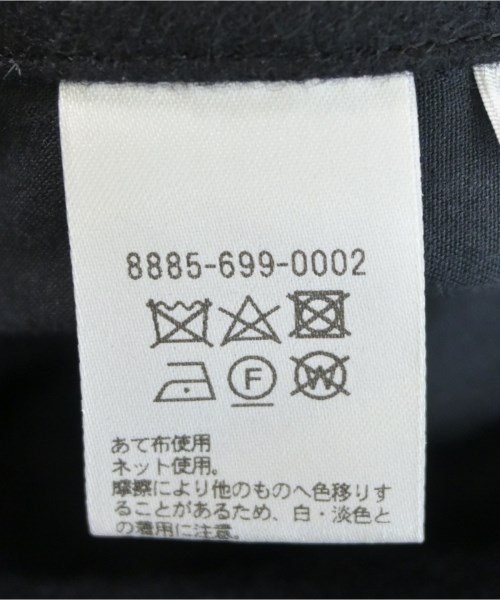 8885-699-0002
F
W
あて布使用
ネット使用。
摩擦により他のものへ色移りす
ることがあるため、白・淡色と
の着用に注意。